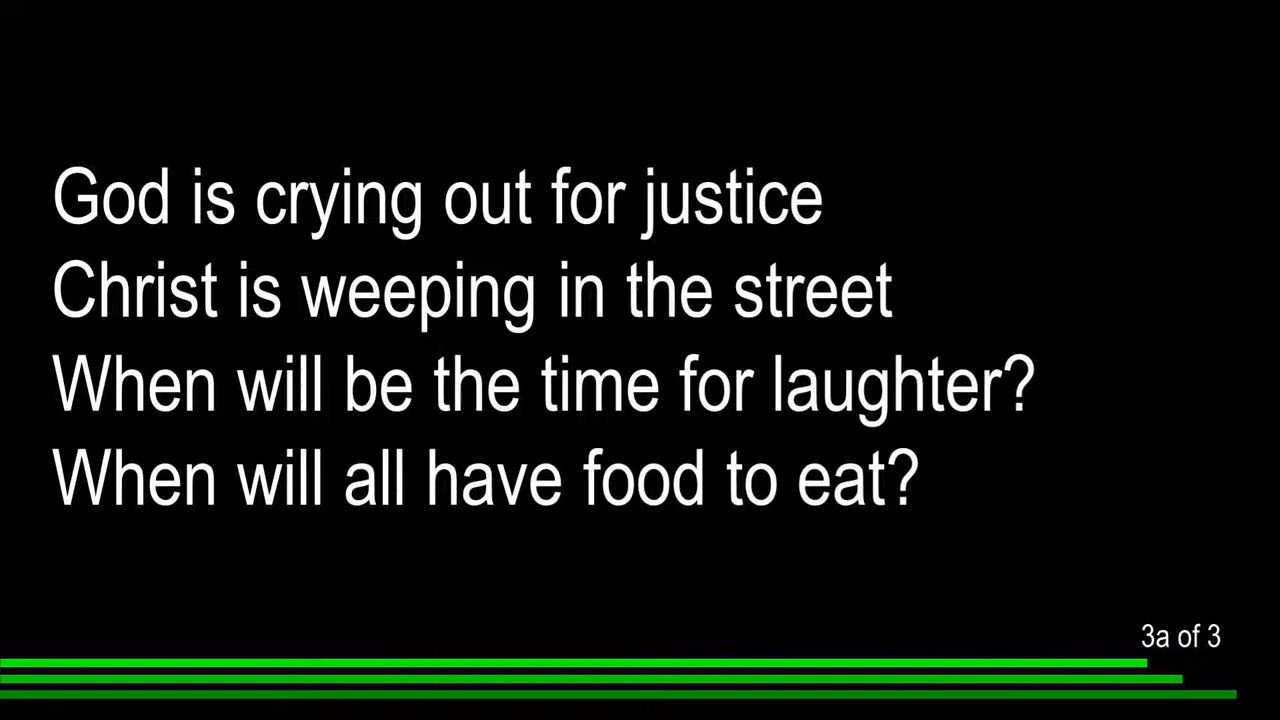 God is crying out for justice
Christ is weeping in the street
When will be the time for laughter?
When will all have food to eat?
3a of 3